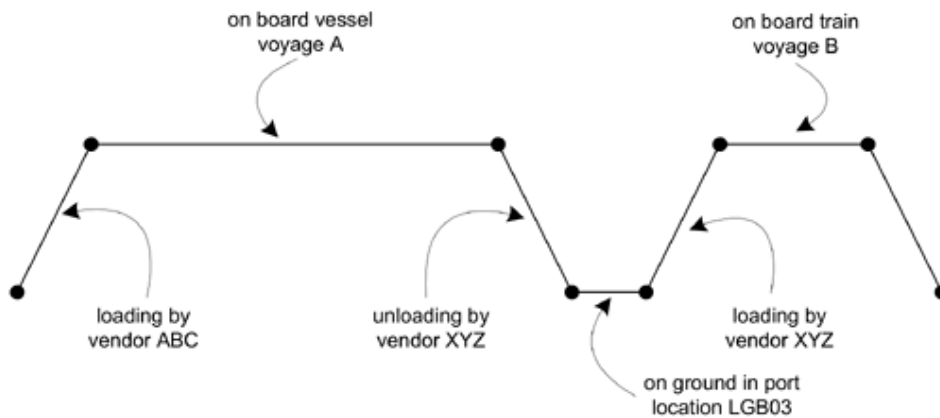 on board vessel
voyage A
on board train
voyage B
loading by
vendor ABC
unloading by
vendor XYZ
loading by
vendor XYZ
on ground in port
location LGB03